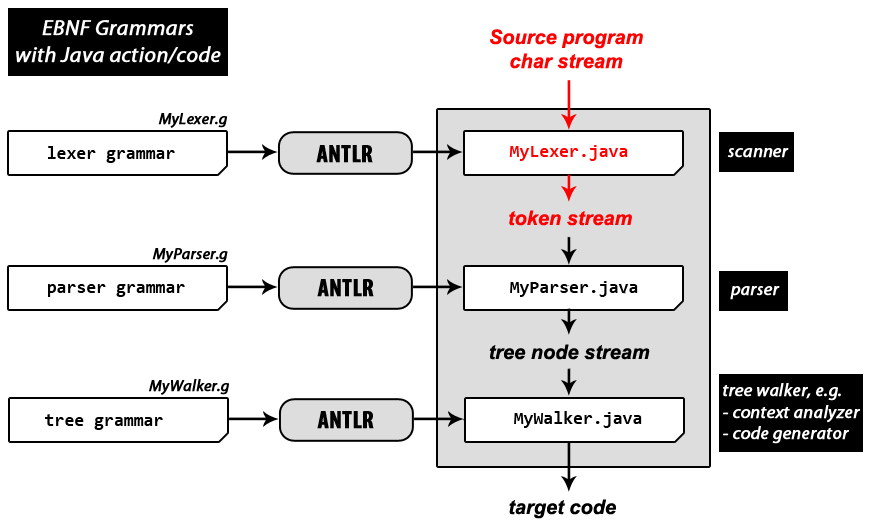 EBNF Grammars
with Java action/code
Source program
char stream
MyLexer.g
lexer grammar
ANTLR
MyLexer.java
scanner
token stream
MyParser.g
parser grammar
ANTLR
MyParser.java
parser
tree node stream
MyWalker.g
tree grammar
ANTLR
MyWalker.java
tree walker, e.g.
- context analyzer
- code generator
target code